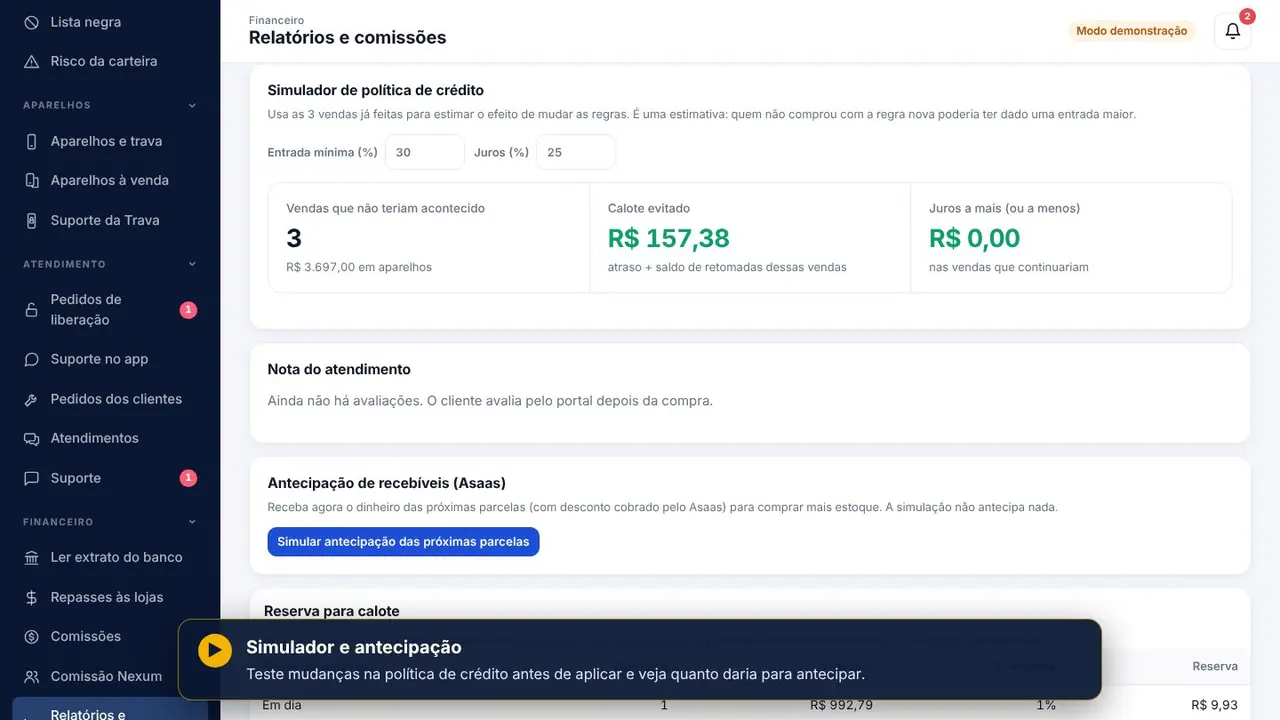 Lista negra
Risco da carteira
APARELHOS
Aparelhos e trava
Aparelhos à venda
Suporte da Trava
ATENDIMENTO
Pedidos de
liberação
1
Suporte no app
Pedidos dos clientes
Atendimentos
Suporte
1
FINANCEIRO
Ler extrato do banco
Repasses às lojas
Comissões
Comissão Nexum
Relatórios e
Financeiro
Relatórios e comissões
Modo demonstração
2
Simulador de política de crédito
Usa as 3 vendas já feitas para estimar o efeito de mudar as regras. É uma estimativa: quem não comprou com a regra nova poderia ter dado uma entrada maior.
Entrada mínima (%) 30 Juros (%) 25
Vendas que não teriam acontecido
3
R$ 3.697,00 em aparelhos
Calote evitado
R$ 157,38
atraso + saldo de retomadas dessas vendas
Juros a mais (ou a menos)
R$ 0,00
nas vendas que continuariam
Nota do atendimento
Ainda não há avaliações. O cliente avalia pelo portal depois da compra.
Antecipação de recebíveis (Asaas)
Receba agora o dinheiro das próximas parcelas (com desconto cobrado pelo Asaas) para comprar mais estoque. A simulação não antecipa nada.
Simular antecipação das próximas parcelas
Reserva para calote
Simulador e antecipação
Teste mudanças na política de crédito antes de aplicar e veja quanto daria para antecipar.
Reserva
Em dia 1 R$ 992,79 1% R$ 9,93